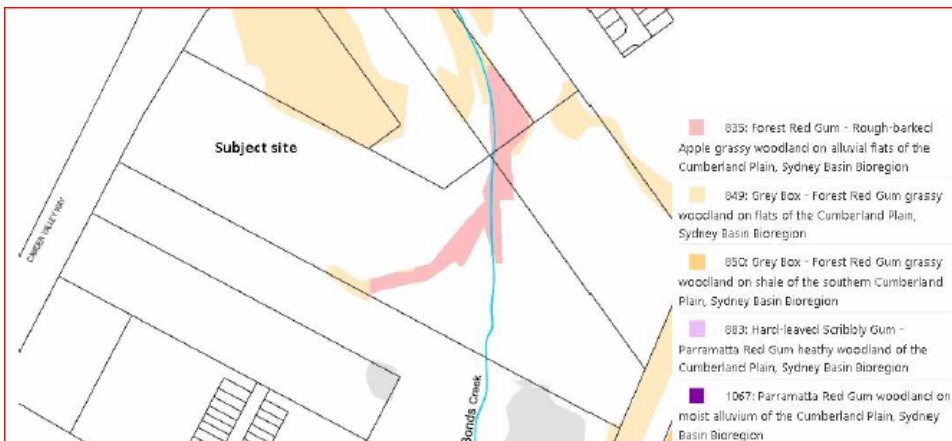 Subject site
CAMDEN VALLEY WAY
Bonds Creek
835: Forest Red Gum - Rough-barked
Apple grassy woodland on alluvial flats of the
Cumberland Plain, Sydney Basin Bioregion
849: Grey Box - Forest Red Gum grassy
woodland on flats of the Cumberland Plain,
Sydney Basin Bioregion
850: Grey Box - Forest Red Gum grassy
woodland on shale of the southern Cumberland
Plain, Sydney Basin Bioregion
883: Hard-leaved Scribbly Gum -
Parramatta Red Gum heathy woodland of the
Cumberland Plain, Sydney Basin Bioregion
1067: Parramatta Red Gum woodland on
moist alluvium of the Cumberland Plain, Sydney
Basin Bioregion